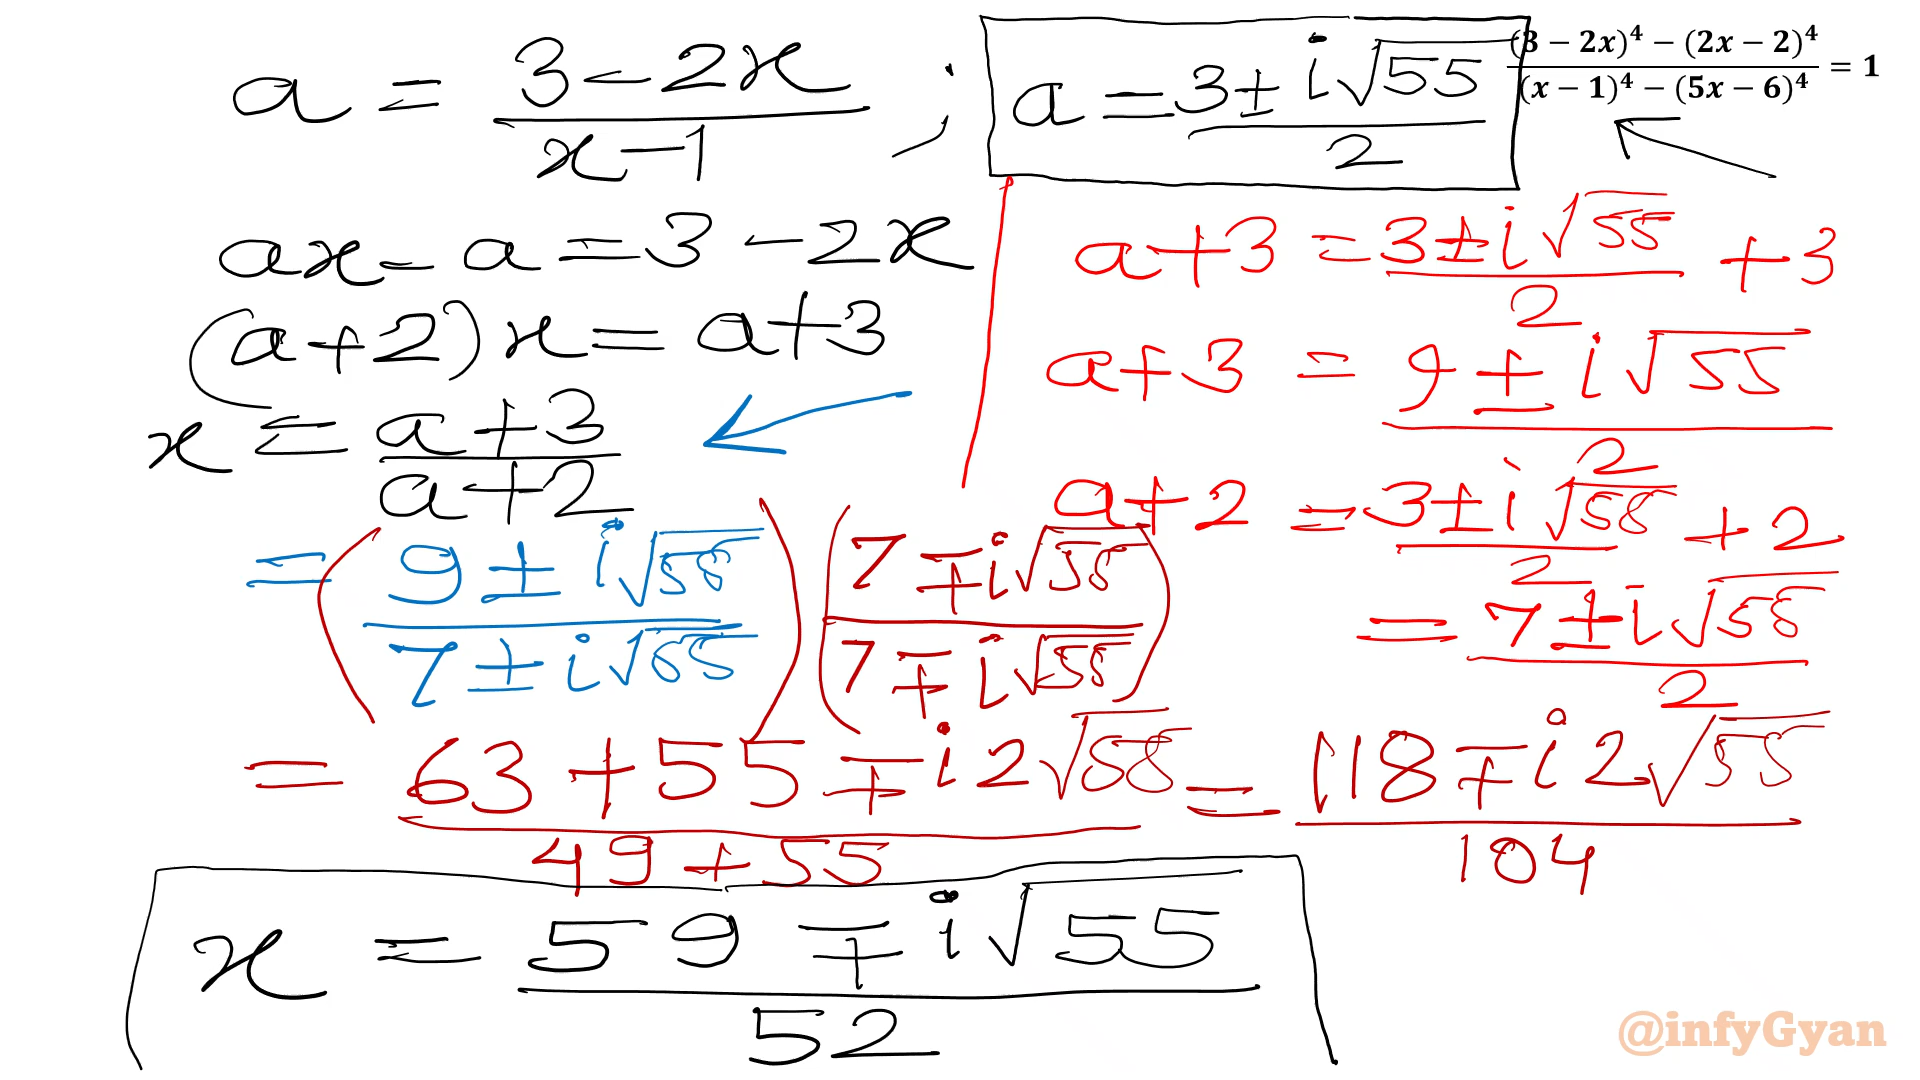 a = (3 - 2x)/(x - 1) ; a = (3 ± i√55)/2
((3 − 2x)⁴ − (2x − 2)⁴)/((x − 1)⁴ − (5x − 6)⁴) = 1
ax - a = 3 - 2x
(a + 2) x = a + 3
x = (a + 3)/(a + 2)
= ((9 ± i√55)/(7 ± i√55)) ((7 ∓ i√55)/(7 ∓ i√55))
a + 3 = (3 ± i√55)/2 + 3
a + 3 = (9 ± i√55)/2
a + 2 = (3 ± i√55)/2 + 2
= (7 ± i√55)/2
= (63 + 55 ∓ i2√55)/(49 + 55) = (118 ∓ i2√55)/104
x = (59 ∓ i√55)/52
@infyGyan